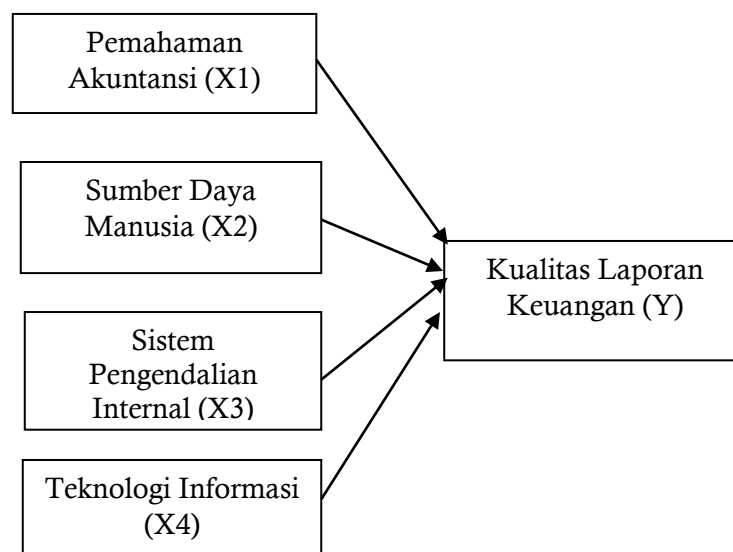 Pemahaman
Akuntansi (X1)
Sumber Daya
Manusia (X2)
Kualitas Laporan
Keuangan (Y)
Sistem
Pengendalian
Internal (X3)
Teknologi Informasi
(X4)